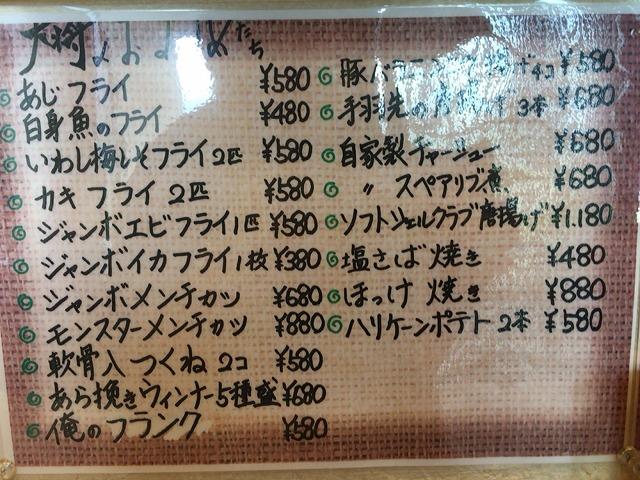 大将よ
たち
あじフライ ¥580
白身魚のフライ ¥480
いわし梅しそフライ2匹 ¥580
カキフライ 2匹 ¥580
ジャンボエビフライ1匹 ¥580
ジャンボイカフライ1枚 ¥380
ジャンボメンチカツ ¥680
モンスターメンチカツ ¥880
軟骨入つくね 2コ ¥580
あら挽きウィンナー5種盛 ¥680
俺のフランク ¥580
豚バラ 4コ ¥580
手羽先の 3本 ¥680
自家製チャーシュー ¥680
〃 スペアリブ煮 ¥680
ソフトシェルクラブ唐揚げ ¥1.180
塩さば焼き ¥480
ほっけ 焼き ¥880
ハリケーンポテト 2本 ¥580